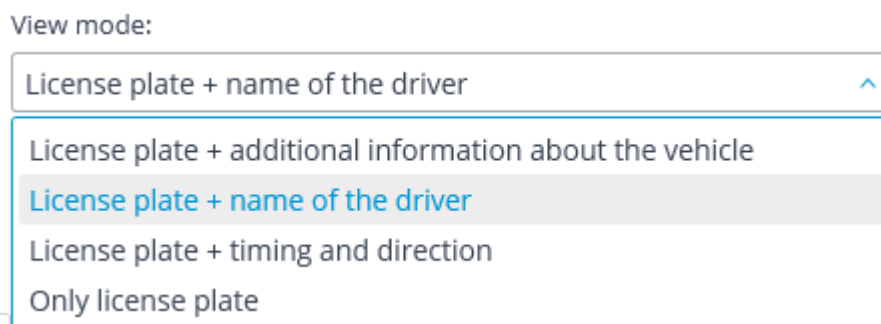 View mode:
License plate + name of the driver
License plate + additional information about the vehicle
License plate + name of the driver
License plate + timing and direction
Only license plate